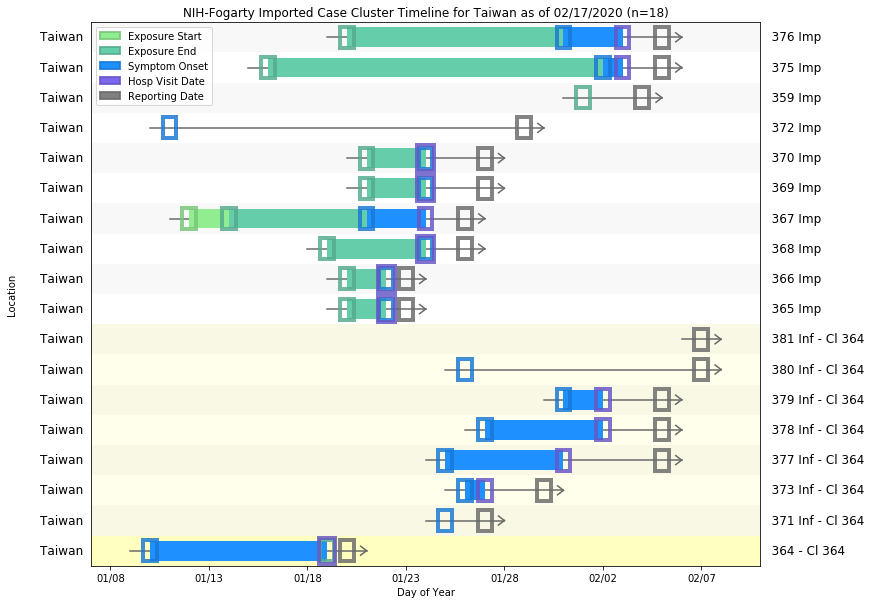 NIH-Fogarty Imported Case Cluster Timeline for Taiwan as of 02/17/2020 (n=18)
Exposure Start
Exposure End
Symptom Onset
Hosp Visit Date
Reporting Date
Taiwan 376 Imp
Taiwan 375 Imp
Taiwan 359 Imp
Taiwan 372 Imp
Taiwan 370 Imp
Taiwan 369 Imp
Taiwan 367 Imp
Taiwan 368 Imp
Taiwan 366 Imp
Taiwan 365 Imp
Taiwan 381 Inf - Cl 364
Taiwan 380 Inf - Cl 364
Taiwan 379 Inf - Cl 364
Taiwan 378 Inf - Cl 364
Taiwan 377 Inf - Cl 364
Taiwan 373 Inf - Cl 364
Taiwan 371 Inf - Cl 364
Taiwan 364 - Cl 364
Location
01/08 01/13 01/18 01/23 01/28 02/02 02/07
Day of Year